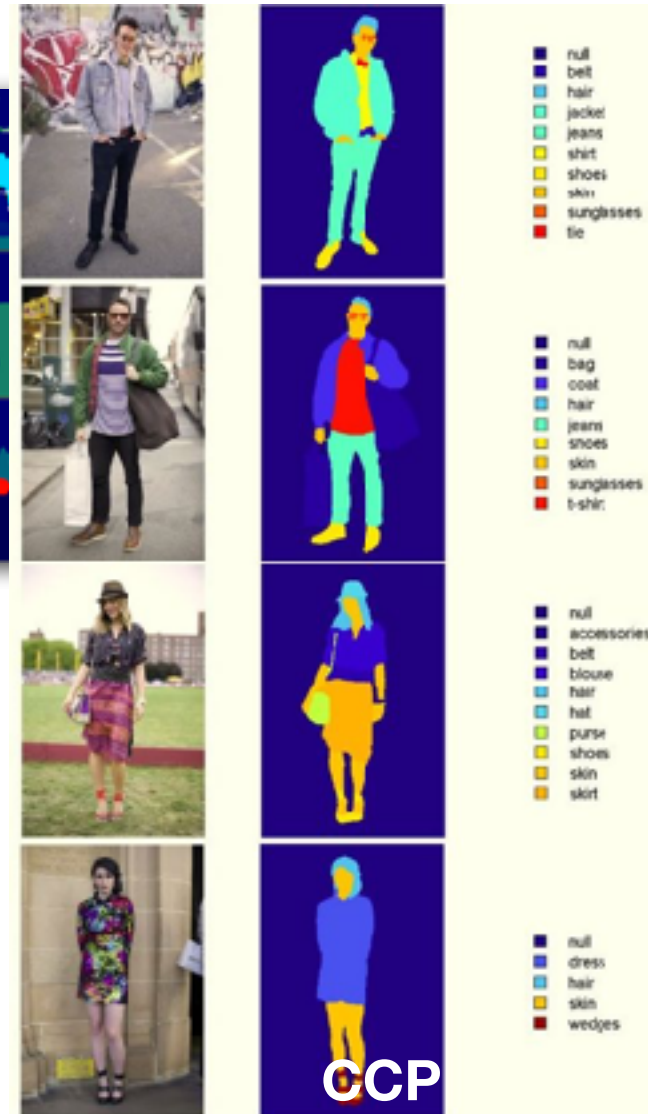 null
belt
hair
jacket
jeans
shirt
shoes
skin
sunglasses
tie
null
bag
coat
hair
jeans
shoes
skin
sunglasses
t-shirt
null
accessories
belt
blouse
hair
hat
purse
shoes
skin
skirt
null
dress
hair
skin
wedges
CCP